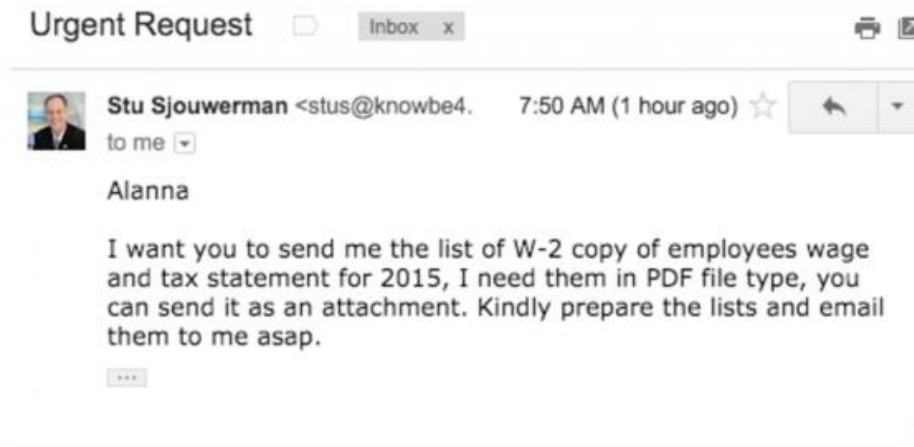 Urgent Request Inbox x
Stu Sjouwerman <stus@knowbe4. 7:50 AM (1 hour ago)
to me
Alanna
I want you to send me the list of W-2 copy of employees wage
and tax statement for 2015, I need them in PDF file type, you
can send it as an attachment. Kindly prepare the lists and email
them to me asap.